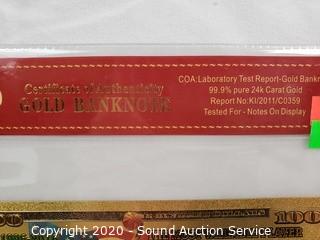 Certificate of Authenticity
GOLD BANKNOTE
COA:Laboratory Test Report-Gold Bankn
99.9% pure 24k Carat Gold
Report No:KI/2011/C0359
Tested For - Notes On Display
100
Copyright 2020 - Sound Auction Service